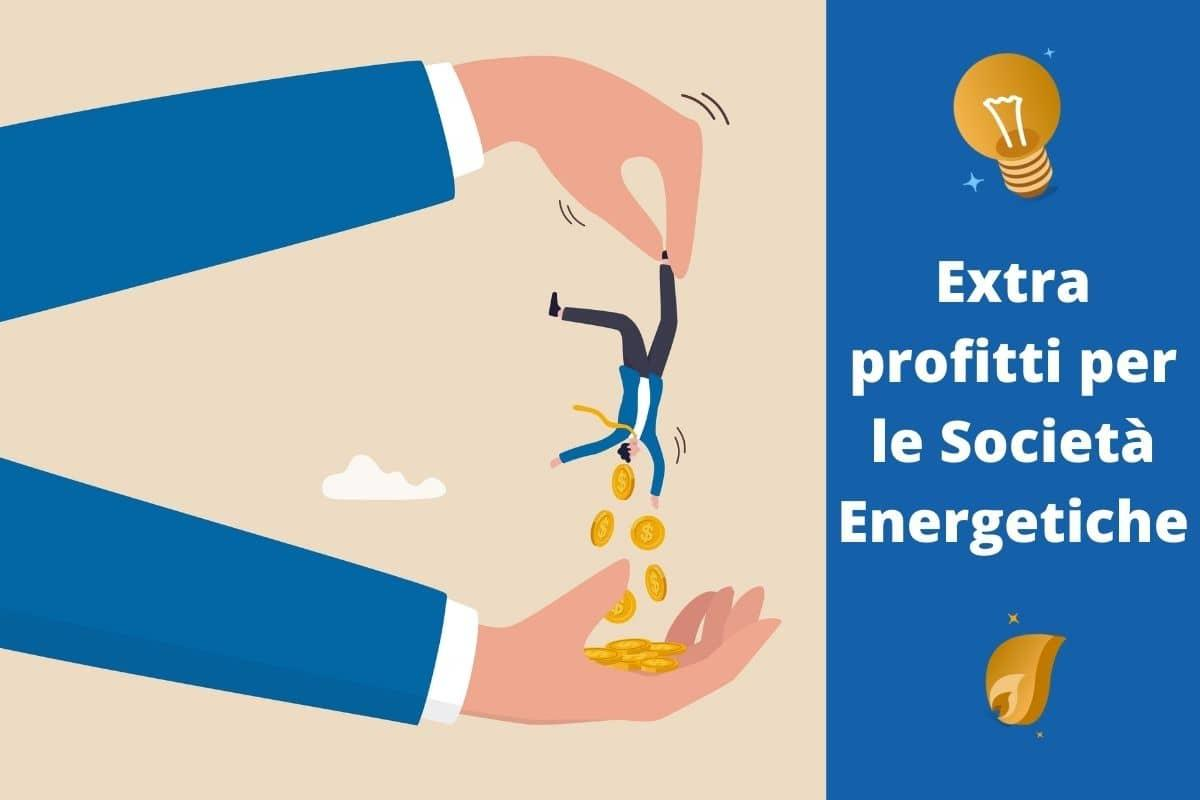 Extra
profitti per
le Società
Energetiche